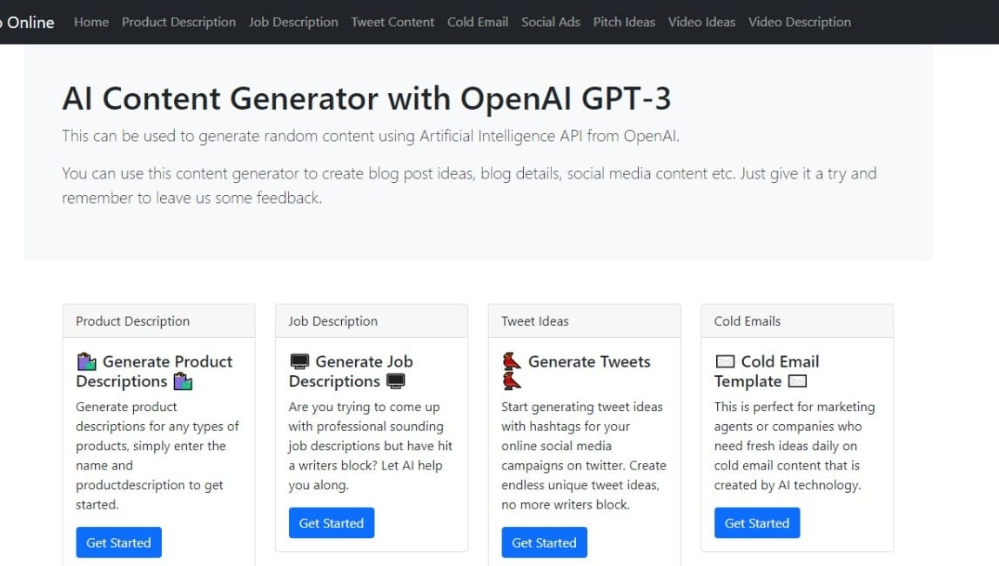 Online Home Product Description Job Description Tweet Content Cold Email Social Ads Pitch Ideas Video Ideas Video Description
AI Content Generator with OpenAI GPT-3
This can be used to generate random content using Artificial Intelligence API from OpenAI.
You can use this content generator to create blog post ideas, blog details, social media content etc. Just give it a try and
remember to leave us some feedback.
Product Description
Generate Product
Descriptions
Generate product
descriptions for any types of
products, simply enter the
name and
productdescription to get
started.
Get Started
Job Description
Generate Job
Descriptions
Are you trying to come up
with professional sounding
job descriptions but have hit
a writers block? Let AI help
you along.
Get Started
Tweet Ideas
Generate Tweets
Start generating tweet ideas
with hashtags for your
online social media
campaigns on twitter. Create
endless unique tweet ideas,
no more writers block.
Get Started
Cold Emails
Cold Email
Template
This is perfect for marketing
agents or companies who
need fresh ideas daily on
cold email content that is
created by AI technology.
Get Started